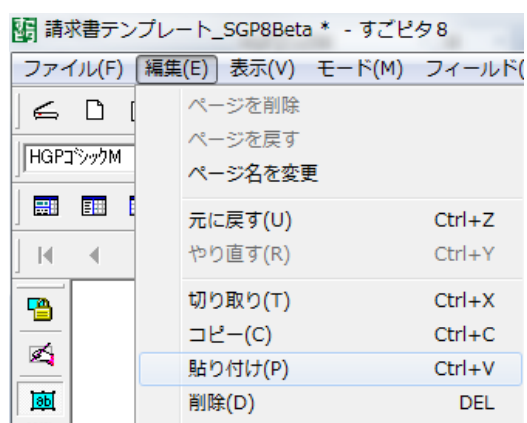 請求書テンプレート_SGP8Beta * - すごピタ8
ファイル(F) 編集(E) 表示(V) モード(M) フィールド(
ページを削除
ページを戻す
HGPゴシックM
ページ名を変更
元に戻す(U) Ctrl+Z
やり直す(R) Ctrl+Y
切り取り(T) Ctrl+X
コピー(C) Ctrl+C
貼り付け(P) Ctrl+V
ab
削除(D) DEL